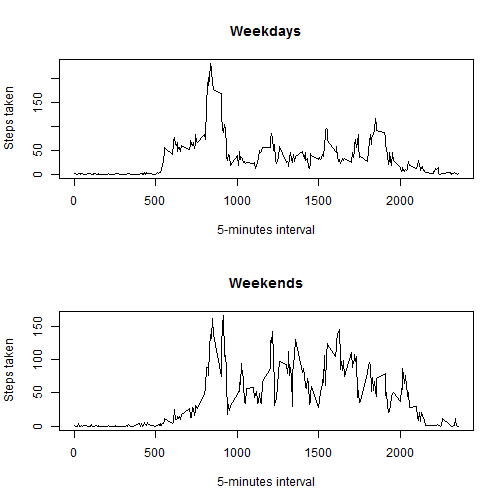 Weekdays
Steps taken
150
50
0
0 500 1000 1500 2000
5-minutes interval
Weekends
Steps taken
150
100
50
0
0 500 1000 1500 2000
5-minutes interval